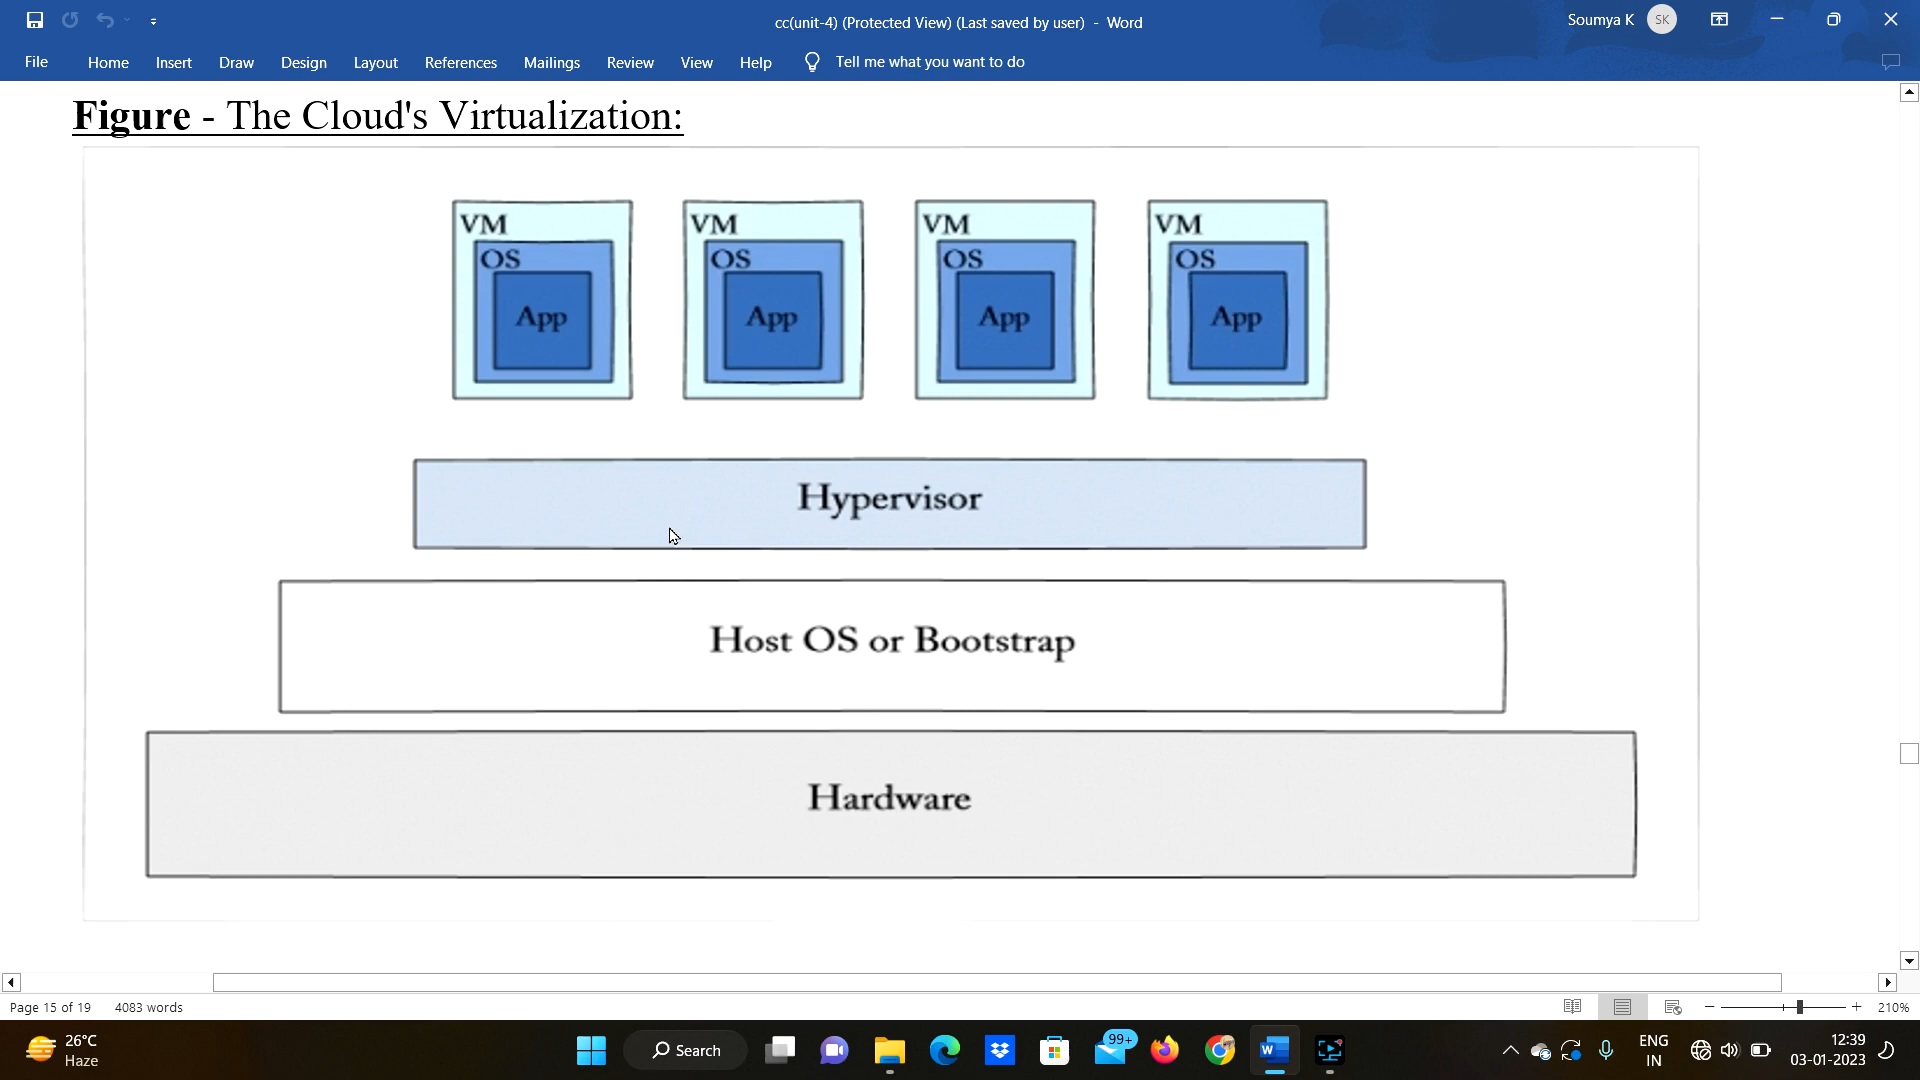 cc(unit-4) (Protected View) (Last saved by user) - Word
Soumya K SK
File Home Insert Draw Design Layout References Mailings Review View Help Tell me what you want to do
Figure - The Cloud's Virtualization:
VM VM VM VM
OS OS OS OS
App App App App
Hypervisor
Host OS or Bootstrap
Hardware
Page 15 of 19 4083 words
210%
26°C
Haze
Search
99+
ENG
IN
12:39
03-01-2023